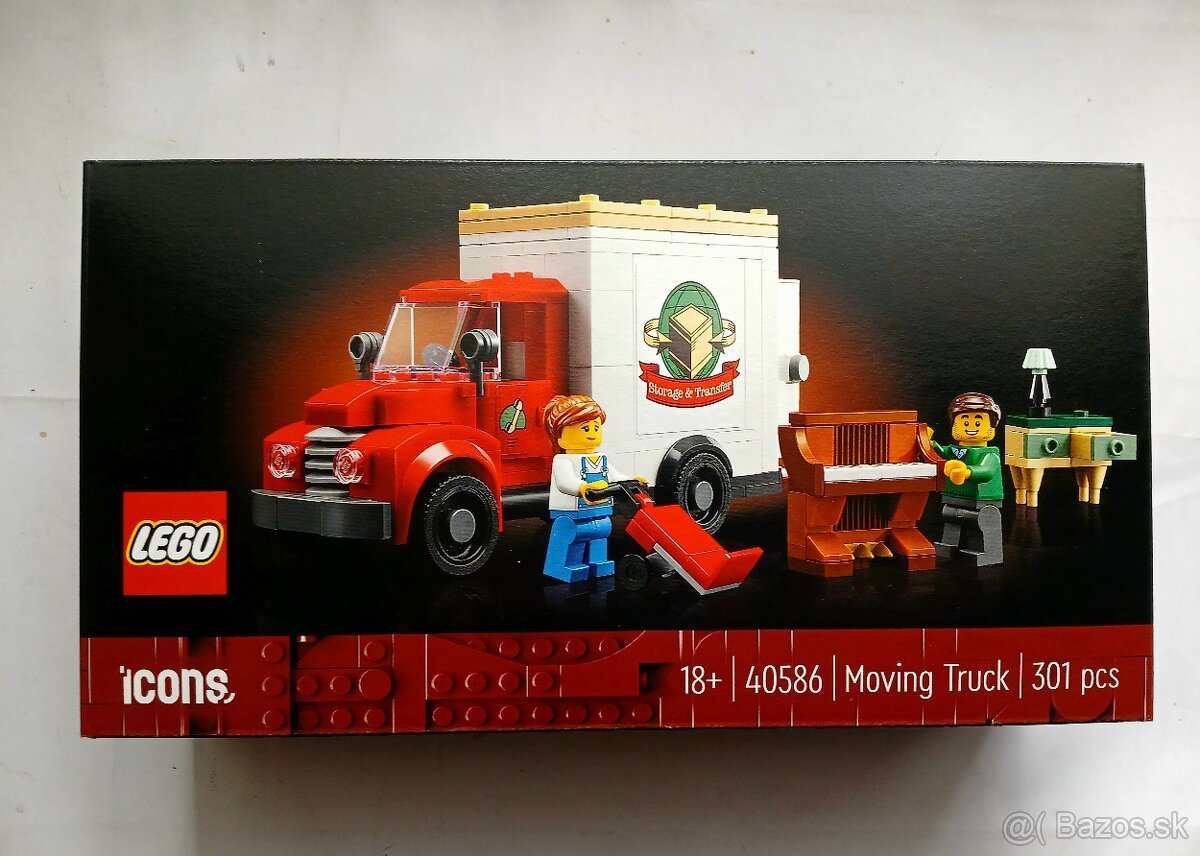 Storage & Transfer
LEGO
icons
18+ | 40586 | Moving Truck | 301 pcs
@( Bazos.sk